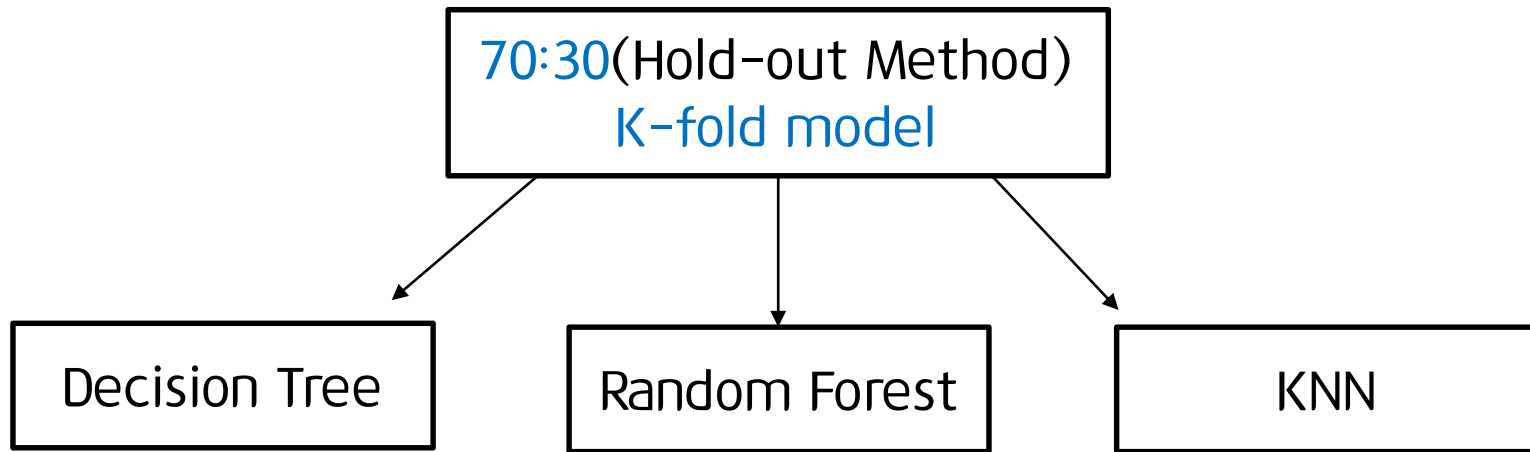 70:30(Hold-out Method)
K-fold model
Decision Tree
Random Forest
KNN